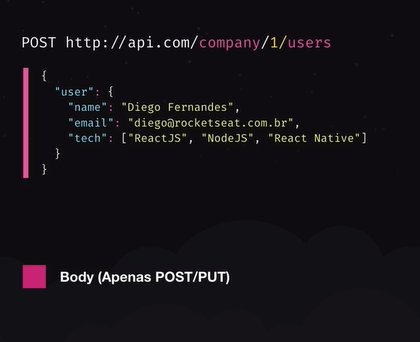 POST http://api.com/company/1/users
{
"user": {
"name": "Diego Fernandes",
"email": "diego@rocketseat.com.br",
"tech": ["ReactJS", "NodeJS", "React Native"]
}
}
Body (Apenas POST/PUT)